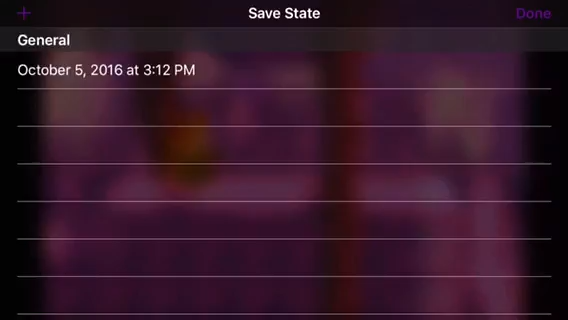 + Save State Done
General
October 5, 2016 at 3:12 PM